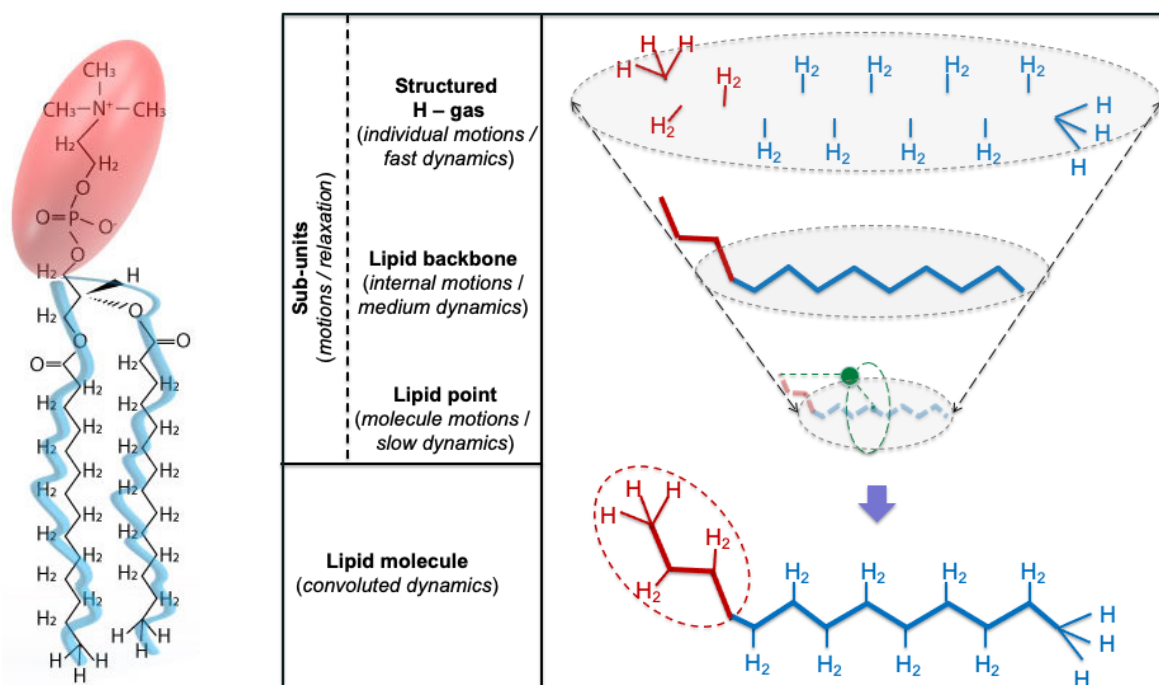 CH₃
CH₃—N⁺—CH₃
H₂
H₂
O
O=P—O⁻
O
H₂
H
H₂
O
O
O
O
H₂ H₂
H₂ H₂
H₂ H₂
H₂ H₂
H₂ H₂
H₂ H₂
H₂ H₂
H₂ H₂
H₂ H₂
H₂ H₂
H₂ H₂
H₂ H₂
H H
H
H H
H
Sub-units
(motions / relaxation)
Structured
H – gas
(individual motions /
fast dynamics)
H H
H
H₂
H₂
H₂ H₂ H₂ H₂
H₂ H₂ H₂ H₂
H
H
H
Lipid backbone
(internal motions /
medium dynamics)
Lipid point
(molecule motions /
slow dynamics)
Lipid molecule
(convoluted dynamics)
H H
H
H₂
H₂
H₂ H₂ H₂ H₂
H₂ H₂ H₂ H₂
H
H
H